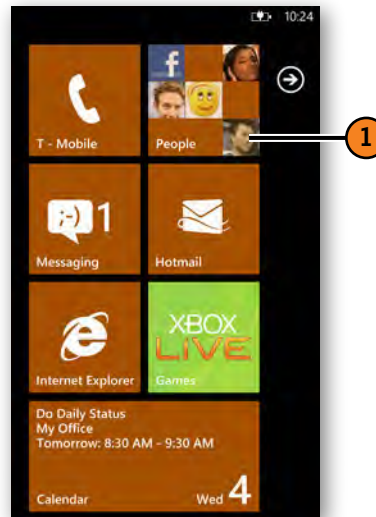 10:24
f
T - Mobile
People
1
;-) 1
Messaging
Hotmail
e
Internet Explorer
XBOX
LIVE
Games
Do Daily Status
My Office
Tomorrow: 8:30 AM - 9:30 AM
Calendar
Wed 4